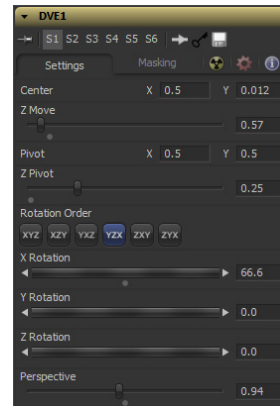 DVE1
S1 S2 S3 S4 S5 S6
Settings Masking
Center X 0.5 Y 0.012
Z Move
0.57
Pivot X 0.5 Y 0.5
Z Pivot
0.25
Rotation Order
XYZ XZY YXZ YZX ZXY ZYX
X Rotation
66.6
Y Rotation
0.0
Z Rotation
0.0
Perspective
0.94